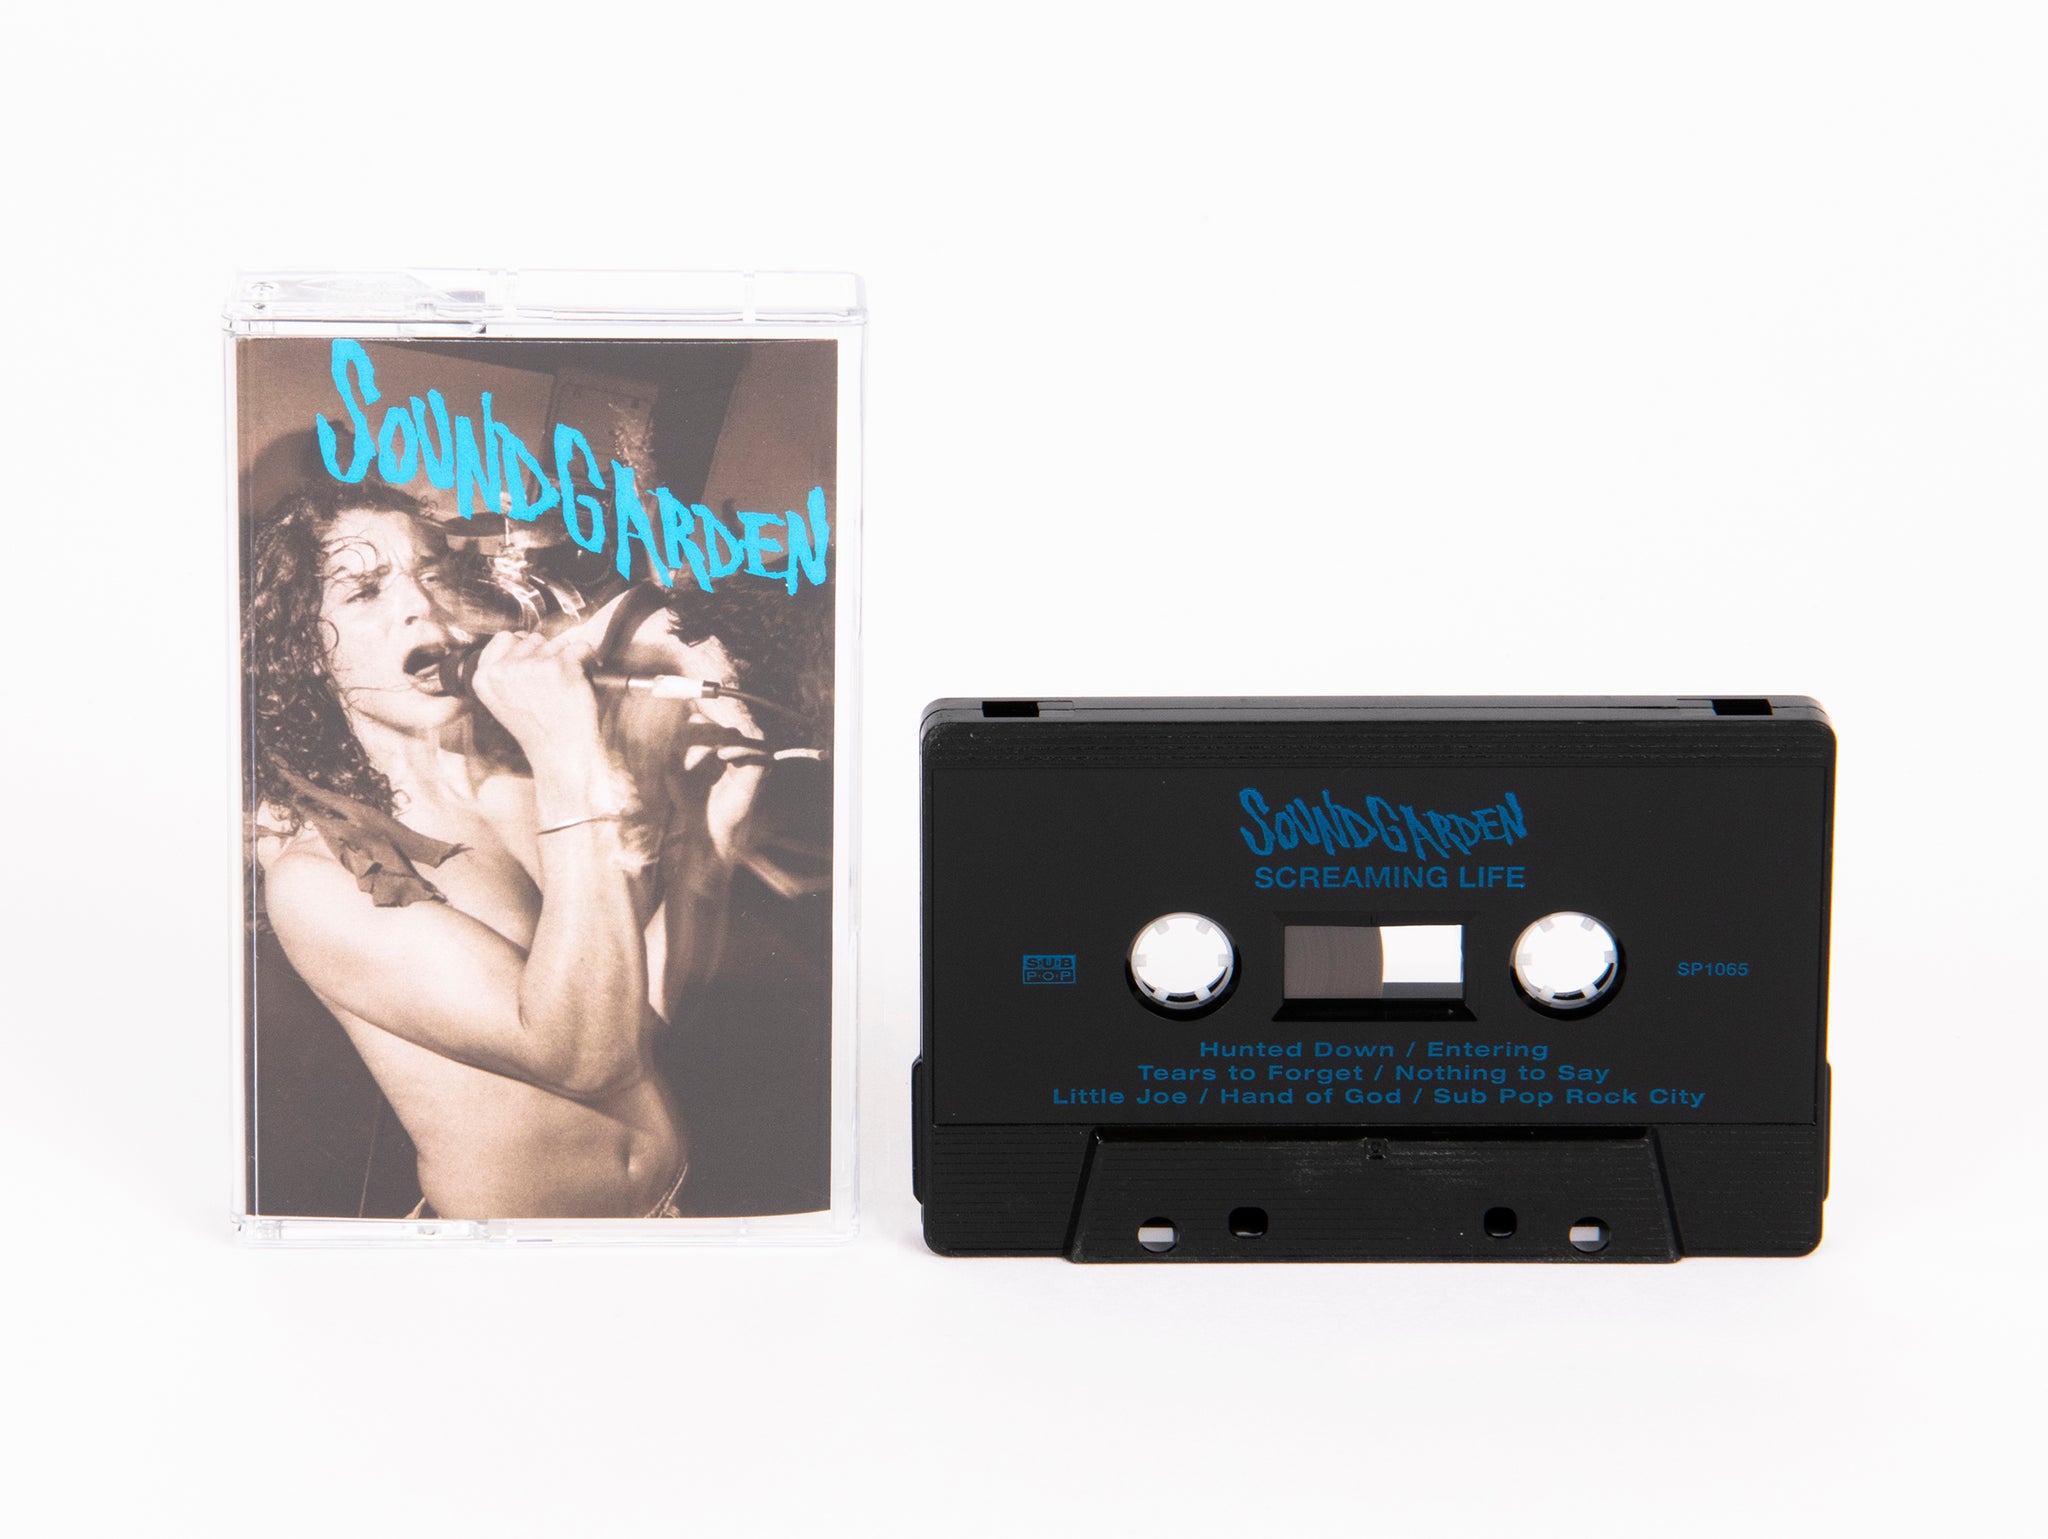 SOUNDGARDEN
SOUNDGARDEN
SCREAMING LIFE
SUB
POP
SP1065
Hunted Down / Entering
Tears to Forget / Nothing to Say
Little Joe / Hand of God / Sub Pop Rock City